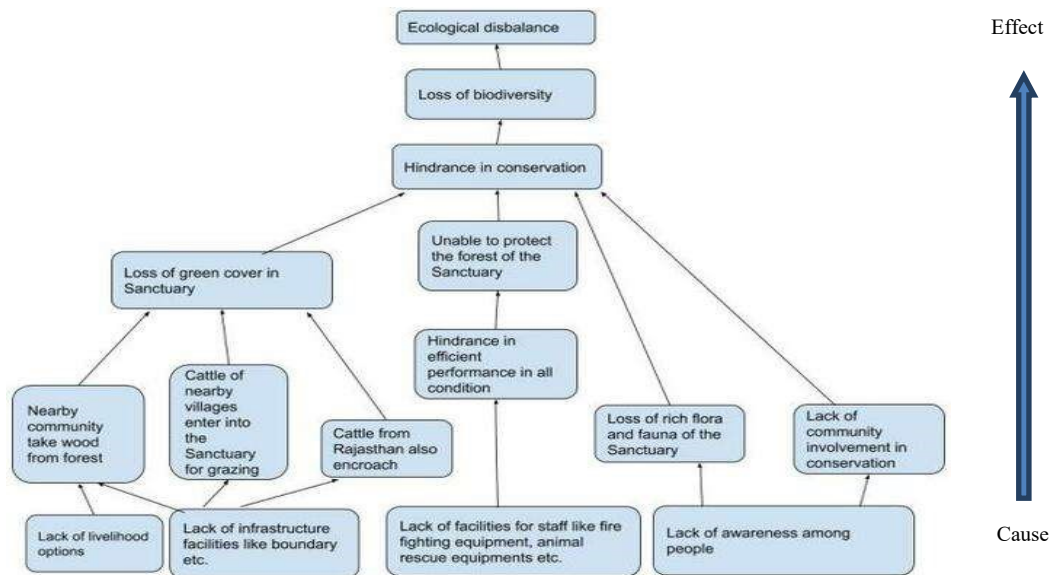 Ecological disbalance
Effect
Loss of biodiversity
Hindrance in conservation
Unable to protect
the forest of the
Sanctuary
Loss of green cover in
Sanctuary
Hindrance in
efficient
performance in all
condition
Cattle of
nearby
villages
enter into
the
Sanctuary
for grazing
Nearby
community
take wood
from forest
Cattle from
Rajasthan also
encroach
Loss of rich flora
and fauna of the
Sanctuary
Lack of
community
involvement in
conservation
Lack of livelihood
options
Lack of infrastructure
facilities like boundary
etc.
Lack of facilities for staff like fire
fighting equipment, animal
rescue equipments etc.
Lack of awareness among
people
Cause